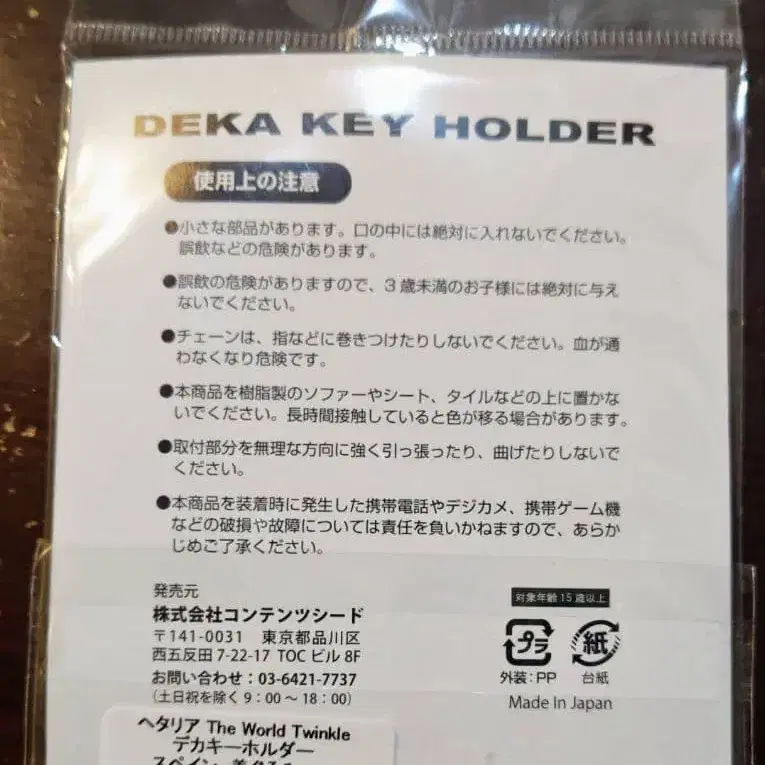 DEKA KEY HOLDER
使用上の注意
●小さな部品があります。口の中には絶対に入れないでください。
誤飲などの危険があります。
●誤飲の危険がありますので、3歳未満のお子様には絶対に与え
ないでください。
●チェーンは、指などに巻きつけたりしないでください。血が通
わなくなり危険です。
●本商品を樹脂製のソファーやシート、タイルなどの上に置かな
いでください。長時間接触していると色が移る場合があります。
●取付部分を無理な方向に強く引っ張ったり、曲げたりしないで
ください。
●本商品を装着時に発生した携帯電話やデジカメ、携帯ゲーム機
などの破損や故障については責任を負いかねますので、あらか
じめご了承ください。
発売元
株式会社コンテンツシード
〒141-0031 東京都品川区
西五反田 7-22-17 TOC ビル 8F
お問い合わせ：03-6421-7737
（土日祝を除く 9：00 〜 18：00）
対象年齢 15 歳以上
プラ
紙
外装：PP
台紙
Made In Japan
ヘタリア The World Twinkle
デカキーホルダー
スペイン